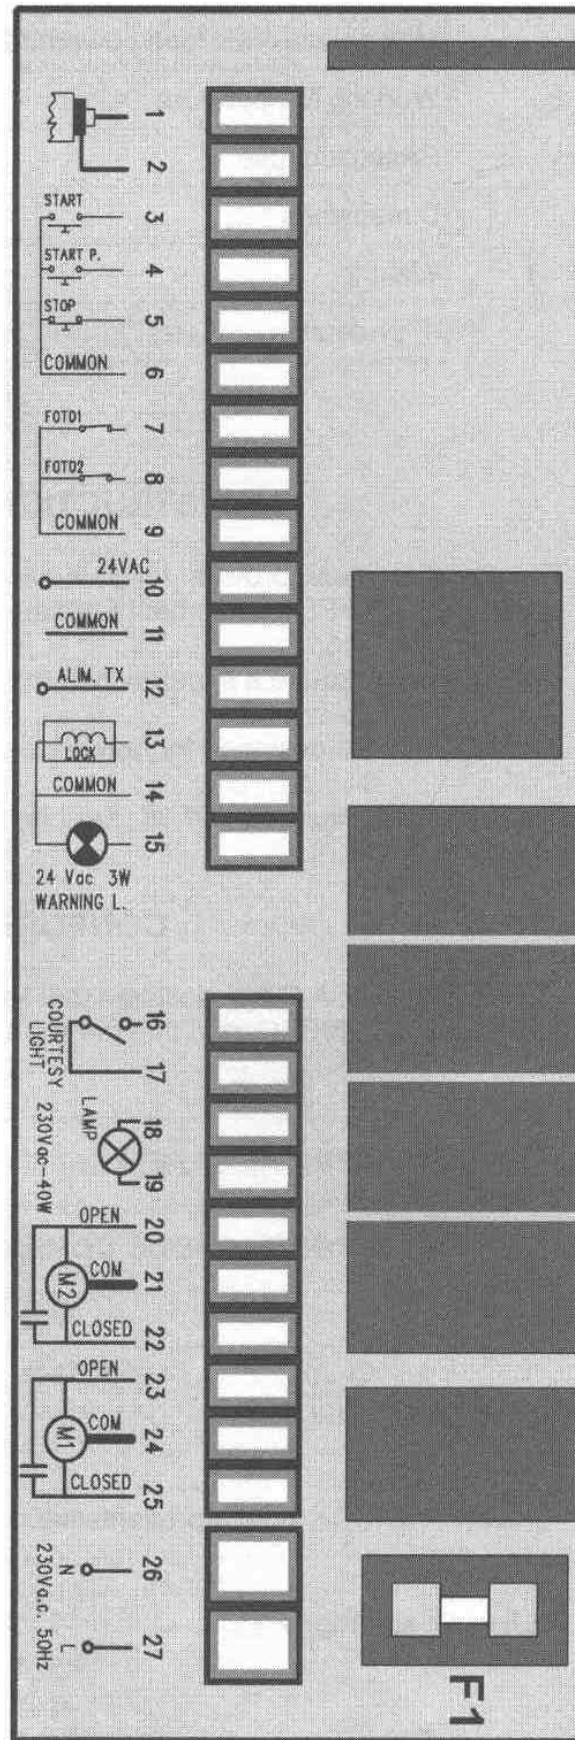 1
2
START 3
START P. 4
STOP 5
COMMON 6
FOTO1 7
FOTO2 8
COMMON 9
24VAC 10
COMMON 11
ALIM. TX 12
LOCK 13
COMMON 14
15
24 Vac 3W
WARNING L.
COURTESY
LIGHT
16
17
LAMP
230Vac-40W
18
19
OPEN 20
M2 COM 21
CLOSED 22
OPEN 23
M1 COM 24
CLOSED 25
230Va.c. 50Hz
N 26
L 27
F1